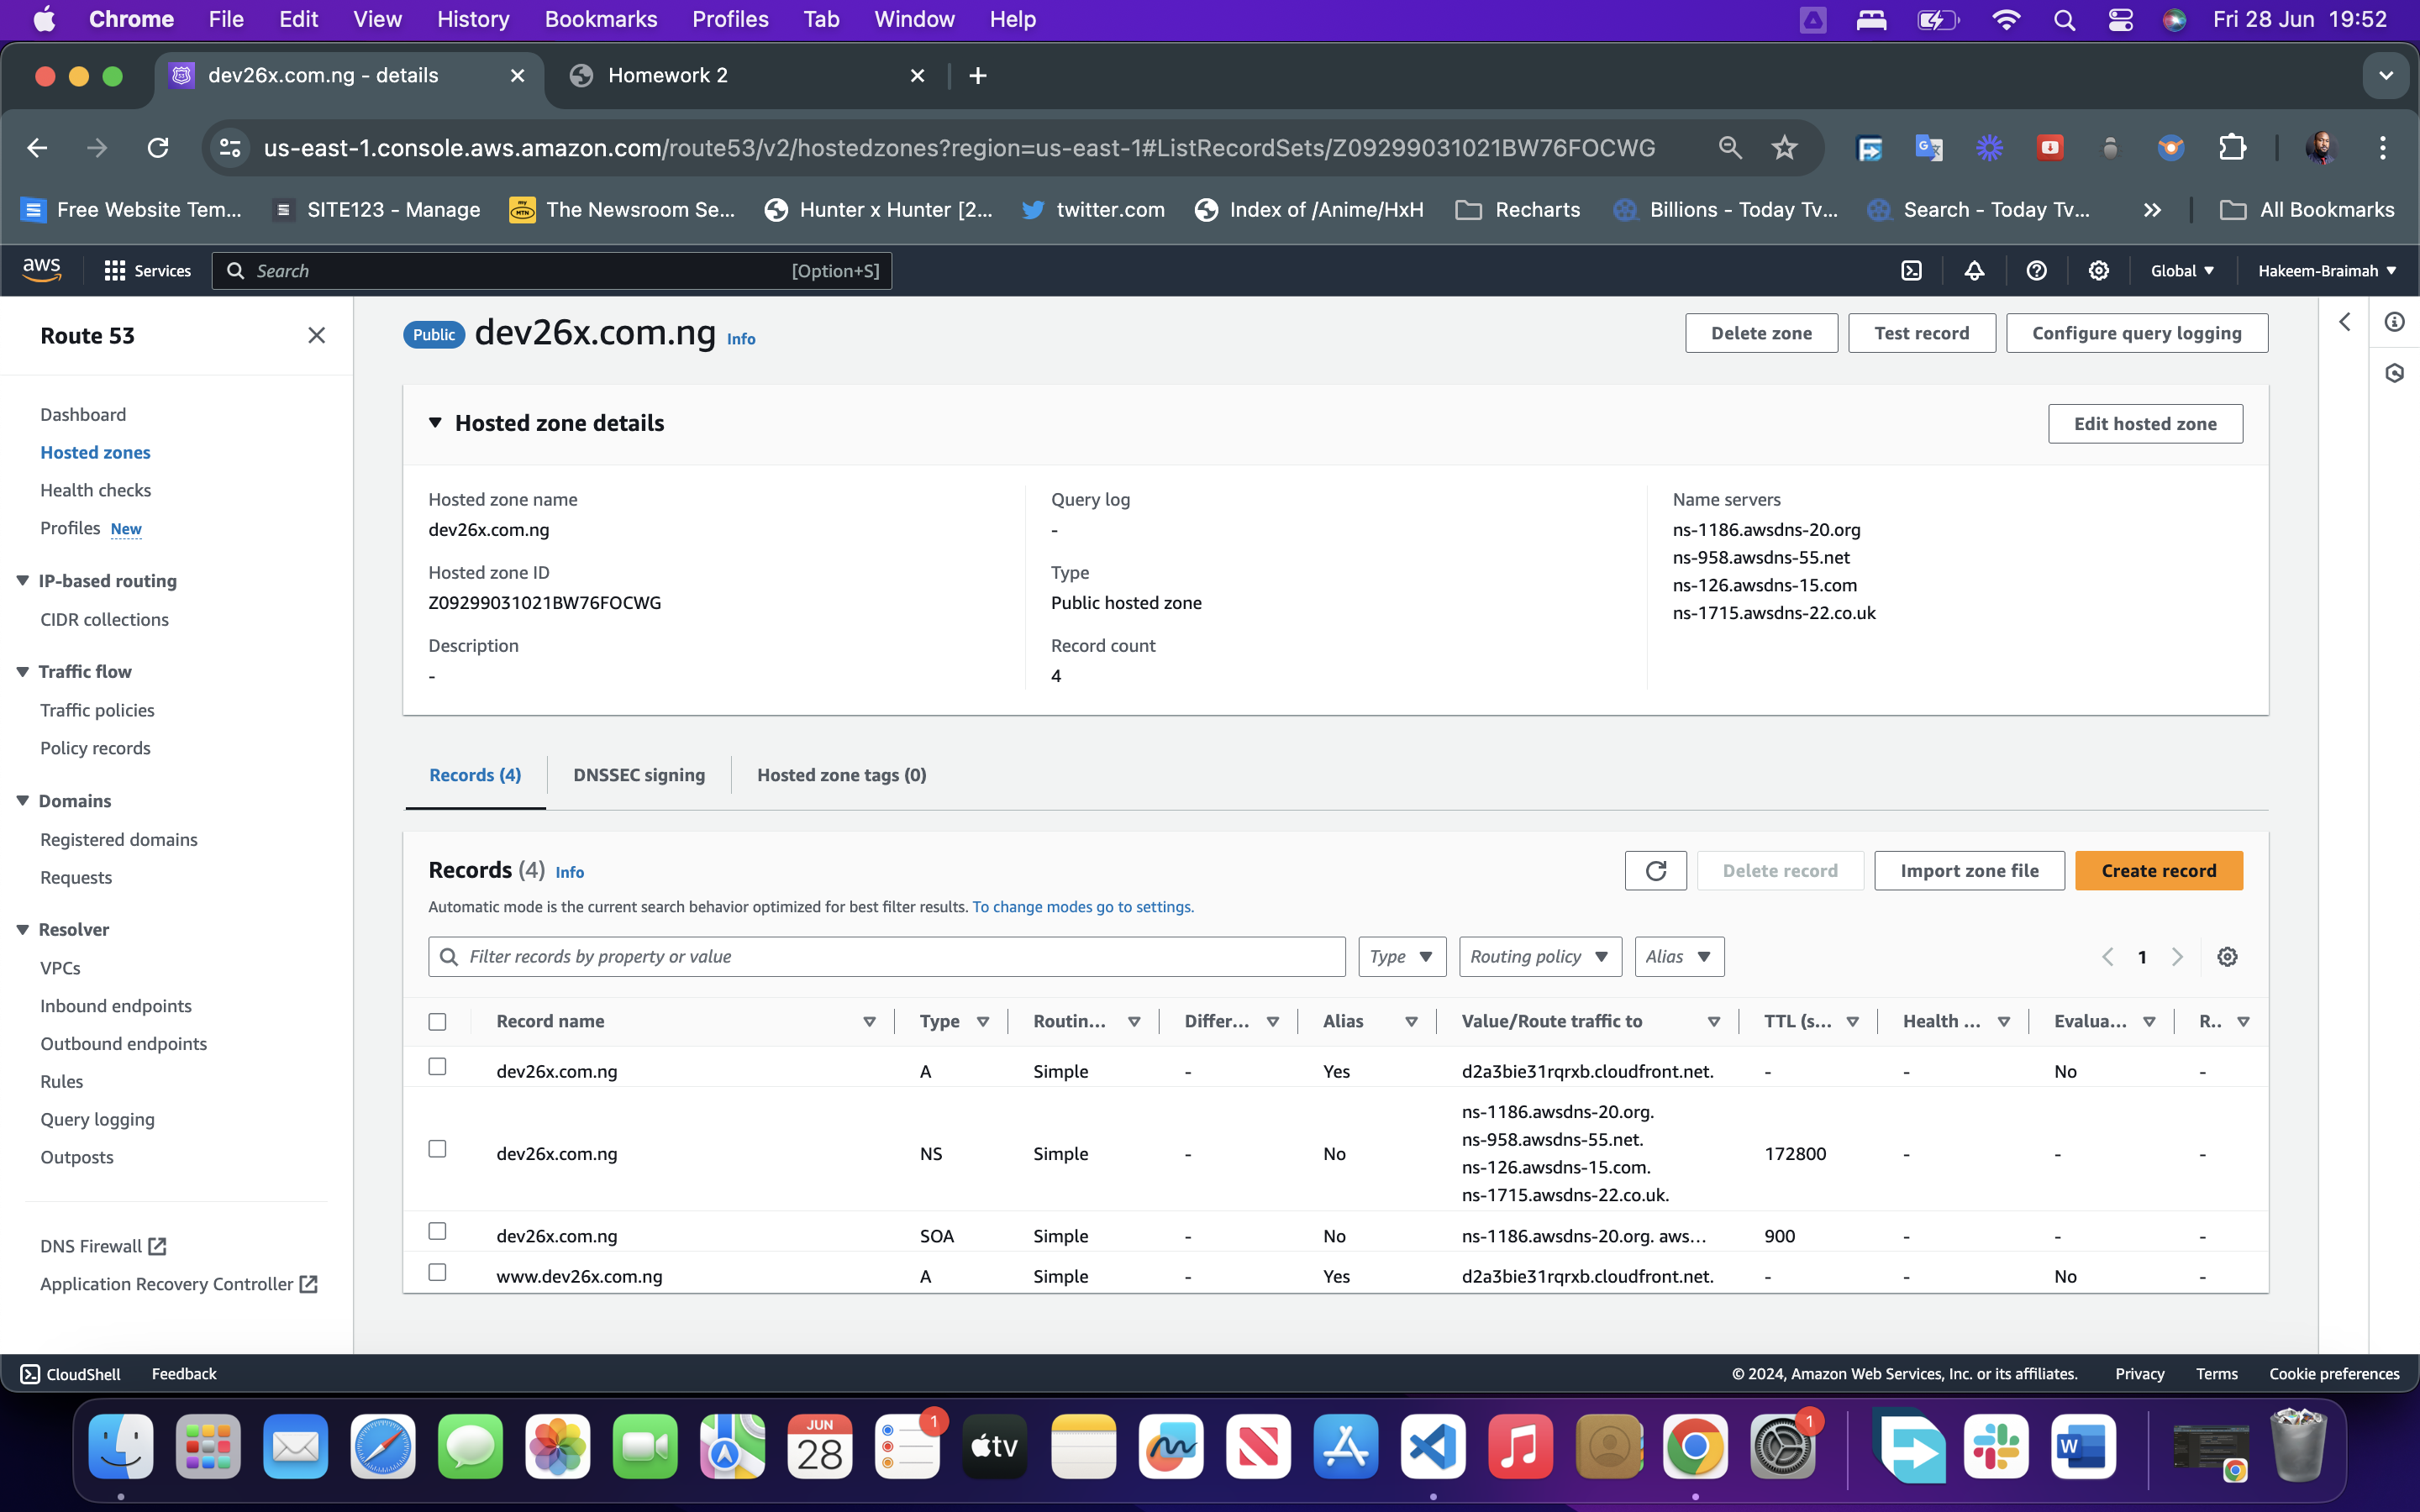 Chrome File Edit View History Bookmarks Profiles Tab Window Help Fri 28 Jun 19:52
dev26x.com.ng - details Homework 2
us-east-1.console.aws.amazon.com/route53/v2/hostedzones?region=us-east-1#ListRecordSets/Z09299031021BW76FOCWG
Free Website Tem... SITE123 - Manage The Newsroom Se... Hunter x Hunter [2... twitter.com Index of /Anime/HxH Recharts Billions - Today Tv... Search - Today Tv... » All Bookmarks
aws Services Search [Option+S] Global Hakeem-Braimah
Route 53
Dashboard
Hosted zones
Health checks
Profiles New
IP-based routing
CIDR collections
Traffic flow
Traffic policies
Policy records
Domains
Registered domains
Requests
Resolver
VPCs
Inbound endpoints
Outbound endpoints
Rules
Query logging
Outposts
DNS Firewall
Application Recovery Controller
Public dev26x.com.ng Info Delete zone Test record Configure query logging
Hosted zone details Edit hosted zone
Hosted zone name
dev26x.com.ng
Hosted zone ID
Z09299031021BW76FOCWG
Description
-
Query log
-
Type
Public hosted zone
Record count
4
Name servers
ns-1186.awsdns-20.org
ns-958.awsdns-55.net
ns-126.awsdns-15.com
ns-1715.awsdns-22.co.uk
Records (4) DNSSEC signing Hosted zone tags (0)
Records (4) Info Delete record Import zone file Create record
Automatic mode is the current search behavior optimized for best filter results. To change modes go to settings.
Filter records by property or value Type Routing policy Alias 1
Record name Type Routin... Differ... Alias Value/Route traffic to TTL (s... Health ... Evalua... R..
dev26x.com.ng A Simple - Yes d2a3bie31rqrxb.cloudfront.net. - - No -
dev26x.com.ng NS Simple - No ns-1186.awsdns-20.org.
ns-958.awsdns-55.net.
ns-126.awsdns-15.com.
ns-1715.awsdns-22.co.uk. 172800 - - -
dev26x.com.ng SOA Simple - No ns-1186.awsdns-20.org. aws... 900 - - -
www.dev26x.com.ng A Simple - Yes d2a3bie31rqrxb.cloudfront.net. - - No -
CloudShell Feedback © 2024, Amazon Web Services, Inc. or its affiliates. Privacy Terms Cookie preferences
JUN
28
1
tv
1
W